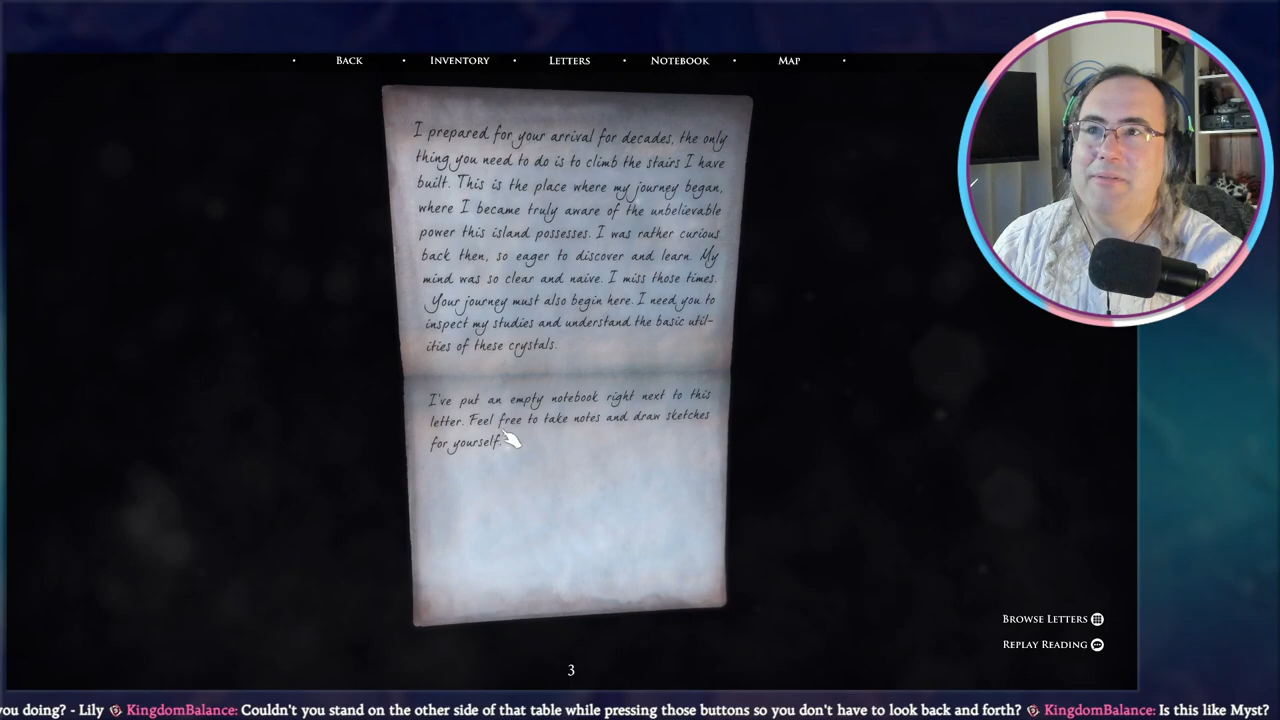 BACK
INVENTORY
LETTERS
NOTEBOOK
MAP
I prepared for your arrival for decades, the only
thing you need to do is to climb the stairs I have
built. This is the place where my journey began,
where I became truly aware of the unbelievable
power this island possesses. I was rather curious
back then, so eager to discover and learn. My
mind was so clear and naive. I miss those times.
Your journey must also begin here. I need you to
inspect my studies and understand the basic util-
ities of these crystals.
I've put an empty notebook right next to this
letter. Feel free to take notes and draw sketches
for yourself.
BROWSE LETTERS
REPLAY READING
3
you doing? - Lily KingdomBalance: Couldn't you stand on the other side of that table while pressing those buttons so you don't have to look back and forth? KingdomBalance: Is this like Myst?